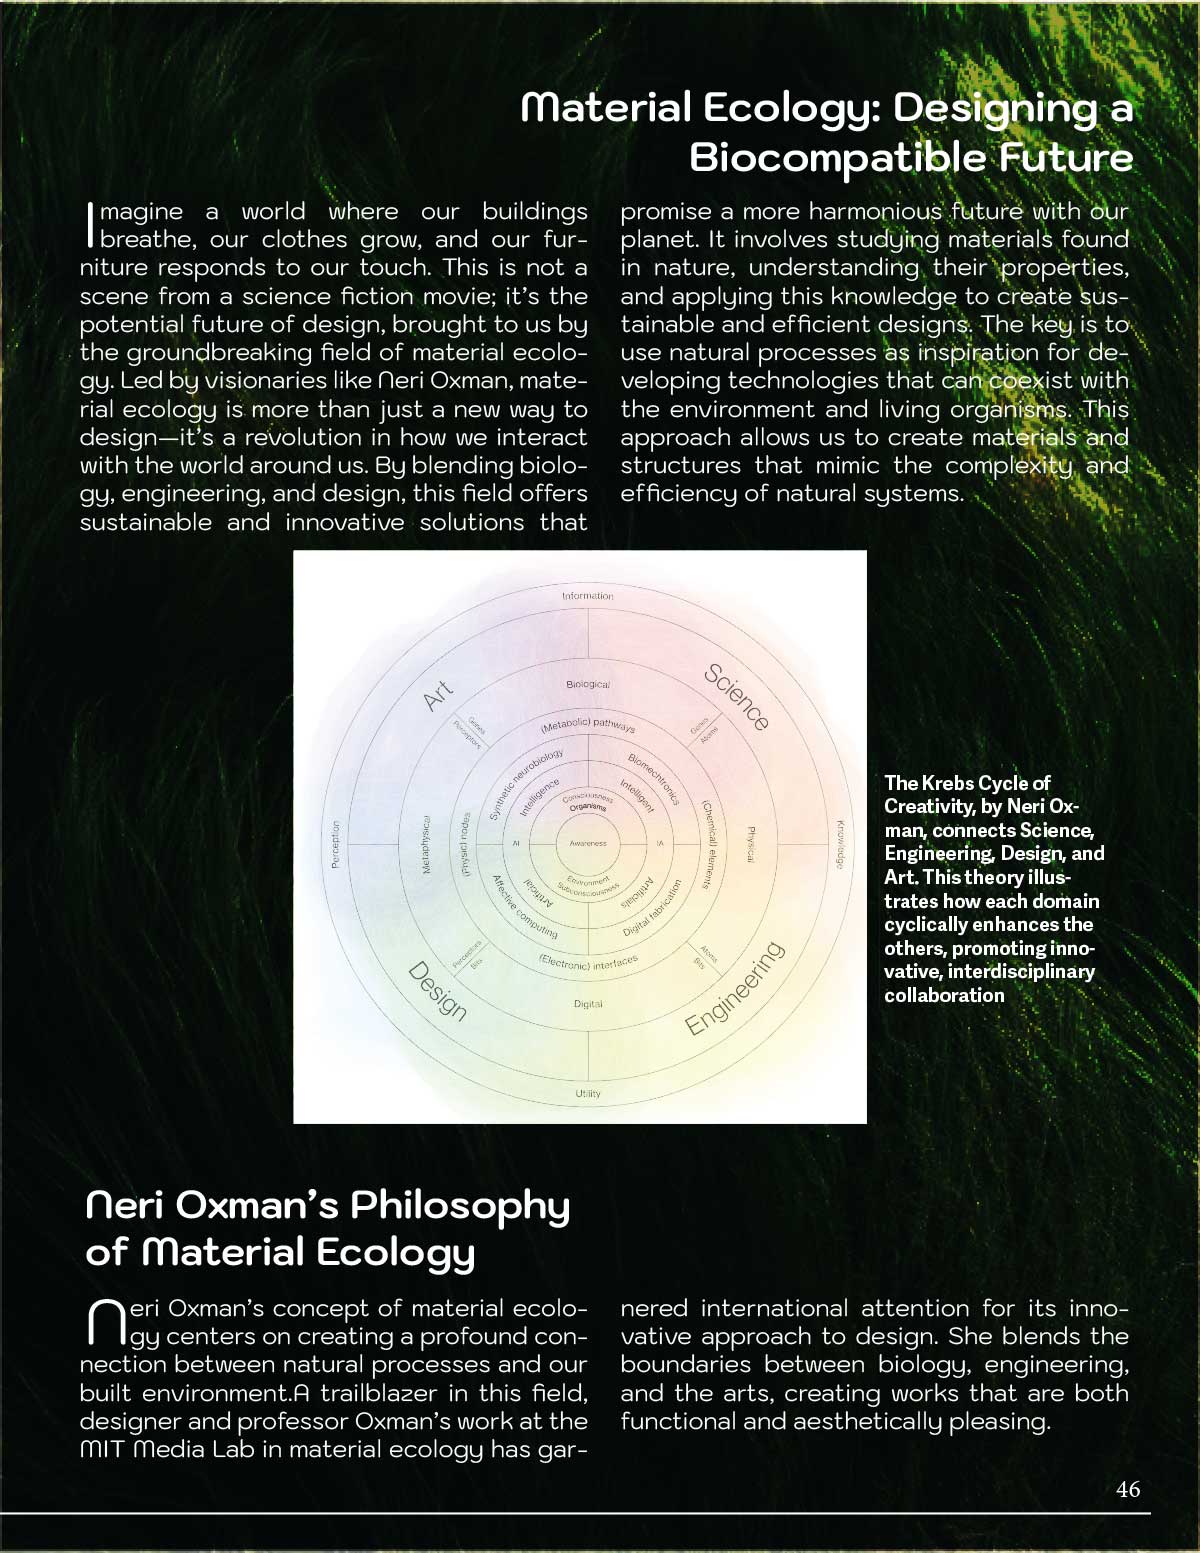 Material Ecology: Designing a
Biocompatible Future
Imagine a world where our buildings
breathe, our clothes grow, and our fur-
niture responds to our touch. This is not a
scene from a science fiction movie; it's the
potential future of design, brought to us by
the groundbreaking field of material ecolo-
gy. Led by visionaries like Neri Oxman, mate-
rial ecology is more than just a new way to
design—it's a revolution in how we interact
with the world around us. By blending biolo-
gy, engineering, and design, this field offers
sustainable and innovative solutions that
promise a more harmonious future with our
planet. It involves studying materials found
in nature, understanding their properties,
and applying this knowledge to create sus-
tainable and efficient designs. The key is to
use natural processes as inspiration for de-
veloping technologies that can coexist with
the environment and living organisms. This
approach allows us to create materials and
structures that mimic the complexity and
efficiency of natural systems.
Information
Art
Science
Biological
Genes
Perceptors
Genes
Atoms
(Metabolic) pathways
Synthetic neurobiology
Biomechtronics
Intelligence
Intelligent
Consciousness
Organisms
Perception
Metaphysical
(Physic) nodes
AI
Awareness
IA
(Chemical) elements
Physical
Knowledge
Environment
Subconsciousness
Artificial
Artificials
Affective computing
Digital fabrication
(Electronic) interfaces
Perceptors
Bits
Atoms
Bits
Design
Engineering
Digital
Utility
The Krebs Cycle of
Creativity, by Neri Ox-
man, connects Science,
Engineering, Design, and
Art. This theory illus-
trates how each domain
cyclically enhances the
others, promoting inno-
vative, interdisciplinary
collaboration
Neri Oxman's Philosophy
of Material Ecology
Neri Oxman's concept of material ecolo-
gy centers on creating a profound con-
nection between natural processes and our
built environment.A trailblazer in this field,
designer and professor Oxman's work at the
MIT Media Lab in material ecology has gar-
nered international attention for its inno-
vative approach to design. She blends the
boundaries between biology, engineering,
and the arts, creating works that are both
functional and aesthetically pleasing.
46